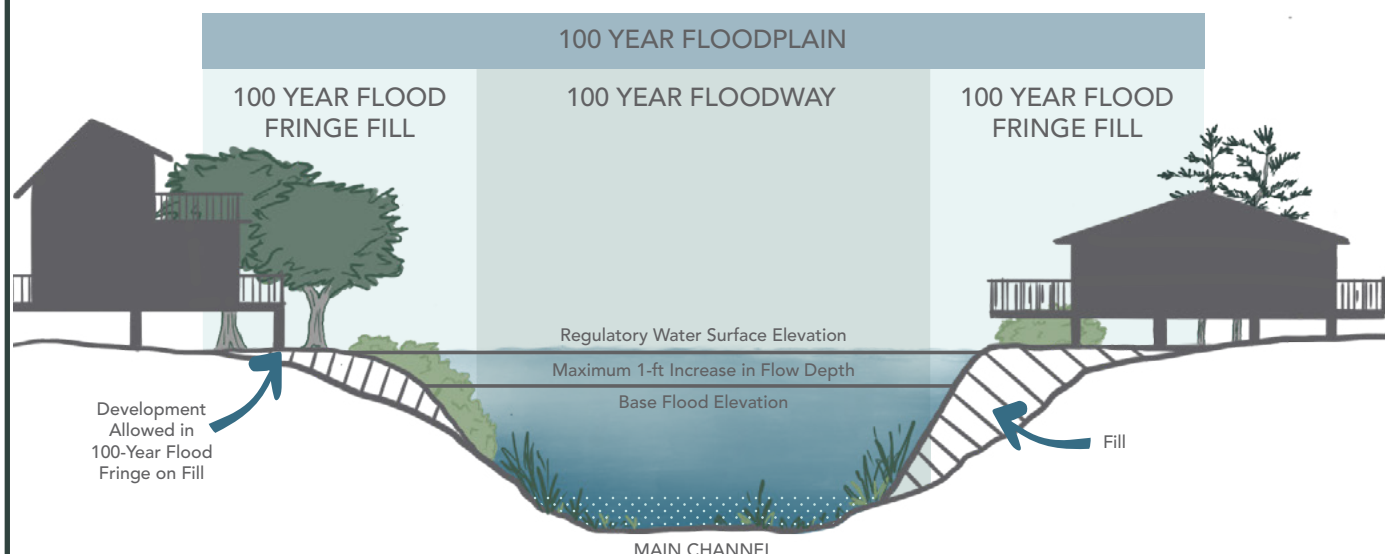 100 YEAR FLOODPLAIN
100 YEAR FLOOD
FRINGE FILL
100 YEAR FLOODWAY
100 YEAR FLOOD
FRINGE FILL
Regulatory Water Surface Elevation
Maximum 1-ft Increase in Flow Depth
Base Flood Elevation
Development
Allowed in
100-Year Flood
Fringe on Fill
Fill
MAIN CHANNEL